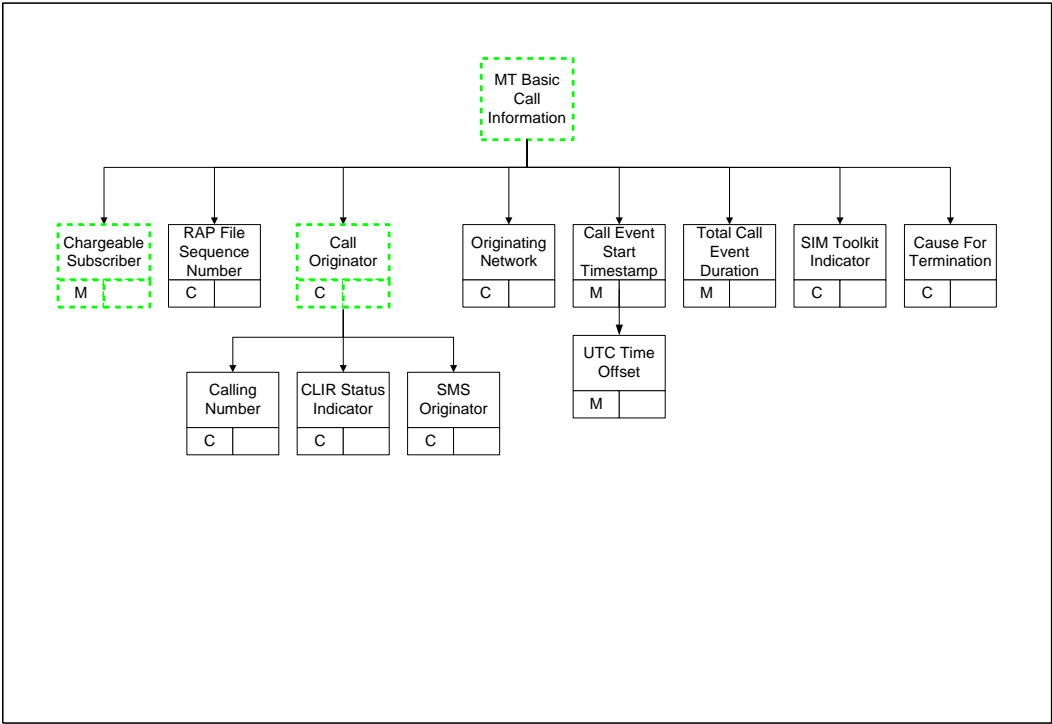 MT Basic
Call
Information
Chargeable
Subscriber
M
RAP File
Sequence
Number
C
Call
Originator
C
Originating
Network
C
Call Event
Start
Timestamp
M
Total Call
Event
Duration
M
SIM Toolkit
Indicator
C
Cause For
Termination
C
UTC Time
Offset
M
Calling
Number
C
CLIR Status
Indicator
C
SMS
Originator
C